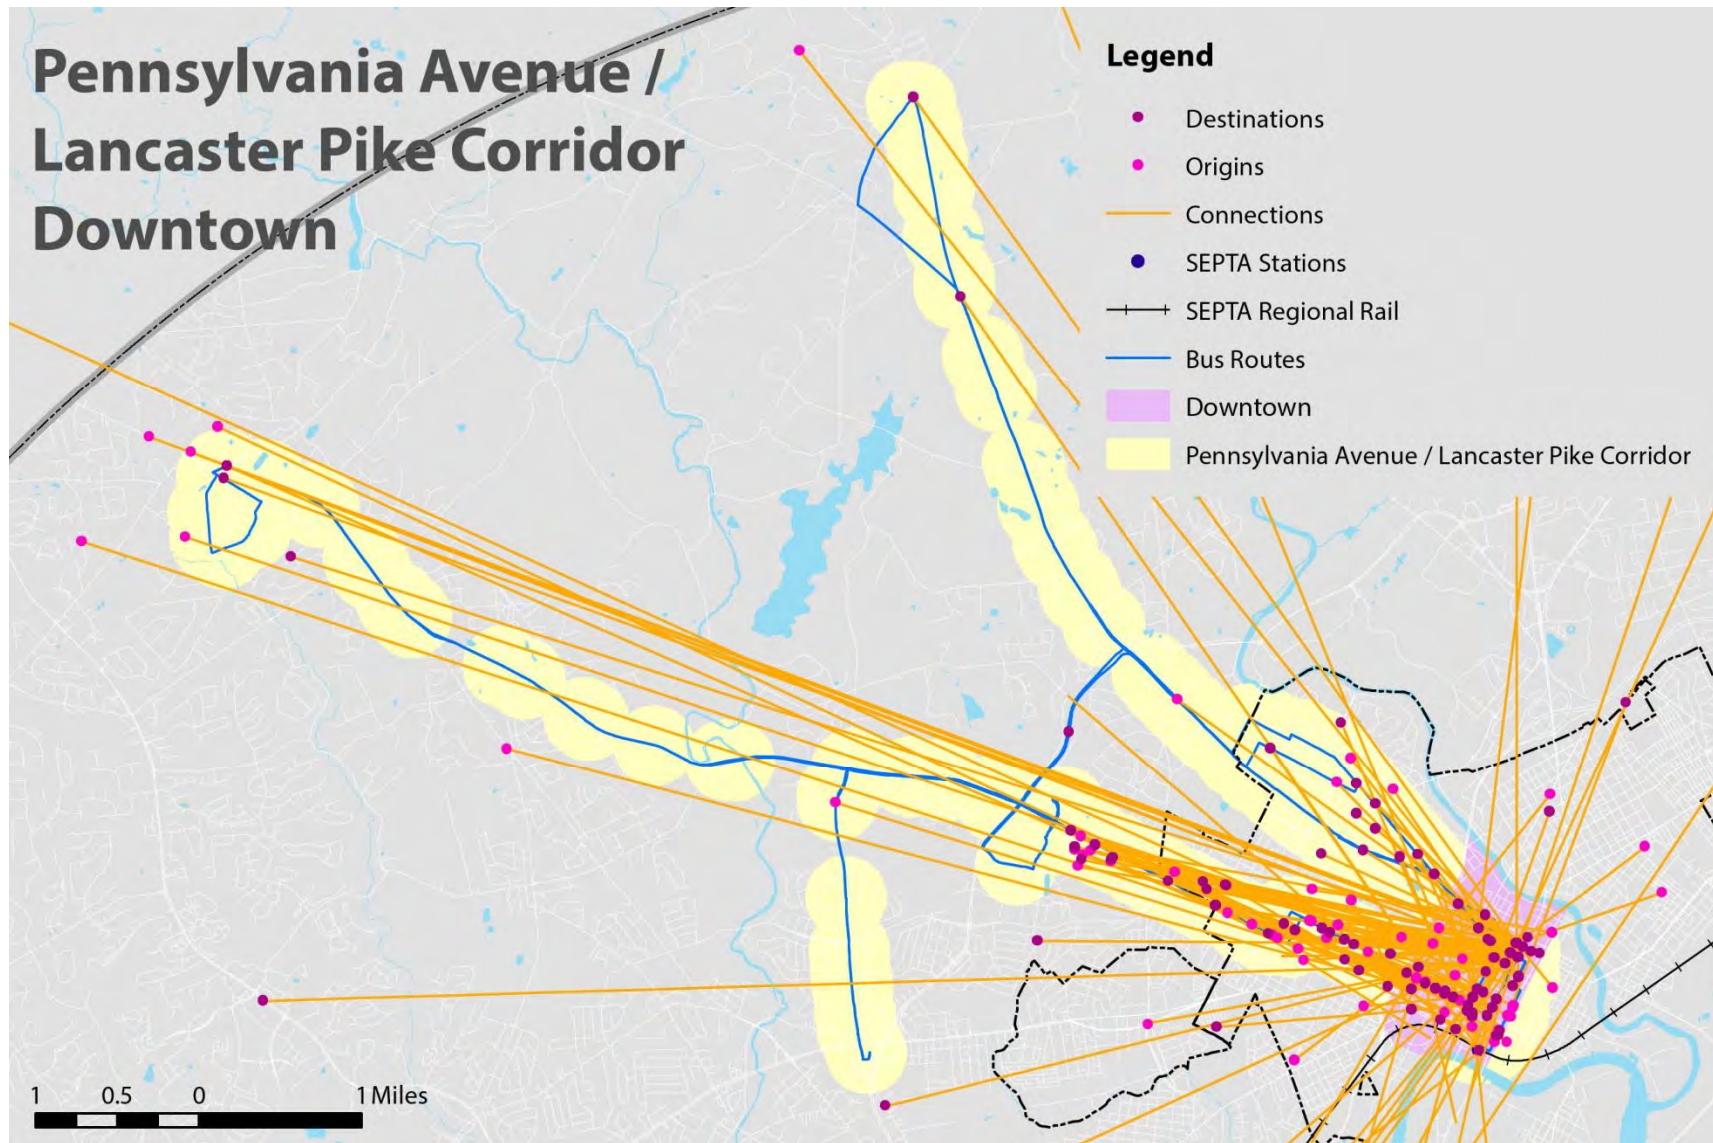 Pennsylvania Avenue /
Lancaster Pike Corridor
Downtown
Legend
Destinations
Origins
Connections
SEPTA Stations
SEPTA Regional Rail
Bus Routes
Downtown
Pennsylvania Avenue / Lancaster Pike Corridor
1 0.5 0 1 Miles